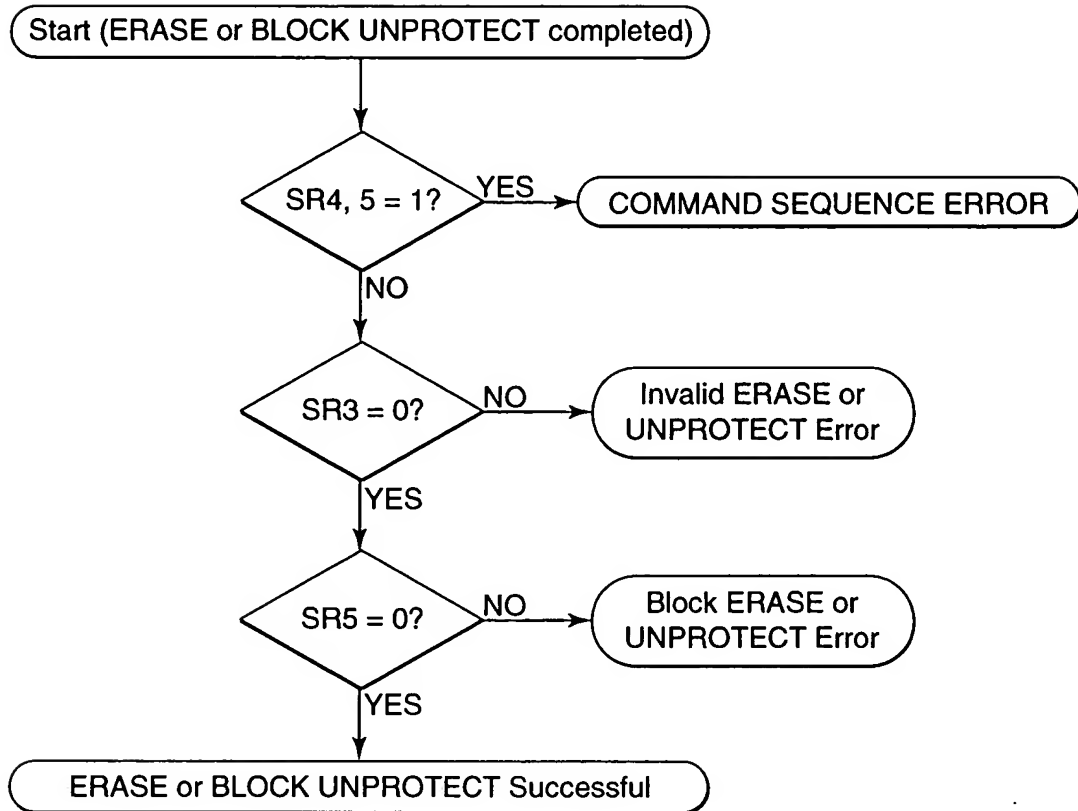 Start (ERASE or BLOCK UNPROTECT completed)
SR4, 5 = 1?
YES
COMMAND SEQUENCE ERROR
NO
SR3 = 0?
NO
Invalid ERASE or
UNPROTECT Error
YES
SR5 = 0?
NO
Block ERASE or
UNPROTECT Error
YES
ERASE or BLOCK UNPROTECT Successful